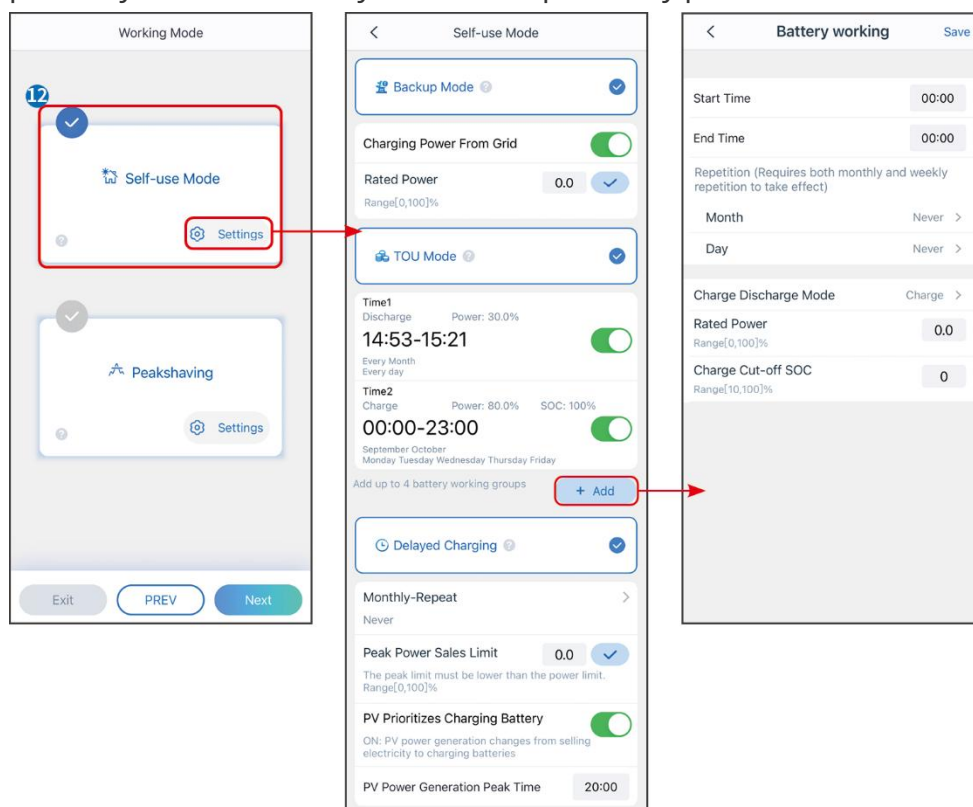 Working Mode
12
Self-use Mode
Settings
Peakshaving
Settings
Exit
PREV
Next
Self-use Mode
Backup Mode
Charging Power From Grid
Rated Power
0.0
Range[0,100]%
TOU Mode
Time1
Discharge Power: 30.0%
14:53-15:21
Every Month
Every day
Time2
Charge Power: 80.0% SOC: 100%
00:00-23:00
September October
Monday Tuesday Wednesday Thursday Friday
Add up to 4 battery working groups
+ Add
Delayed Charging
Monthly-Repeat
Never
Peak Power Sales Limit
0.0
The peak limit must be lower than the power limit.
Range[0,100]%
PV Prioritizes Charging Battery
ON: PV power generation changes from selling
electricity to charging batteries
PV Power Generation Peak Time 20:00
Battery working
Save
Start Time 00:00
End Time 00:00
Repetition (Requires both monthly and weekly
repetition to take effect)
Month Never
Day Never
Charge Discharge Mode Charge
Rated Power
0.0
Range[0,100]%
Charge Cut-off SOC
0
Range[10,100]%